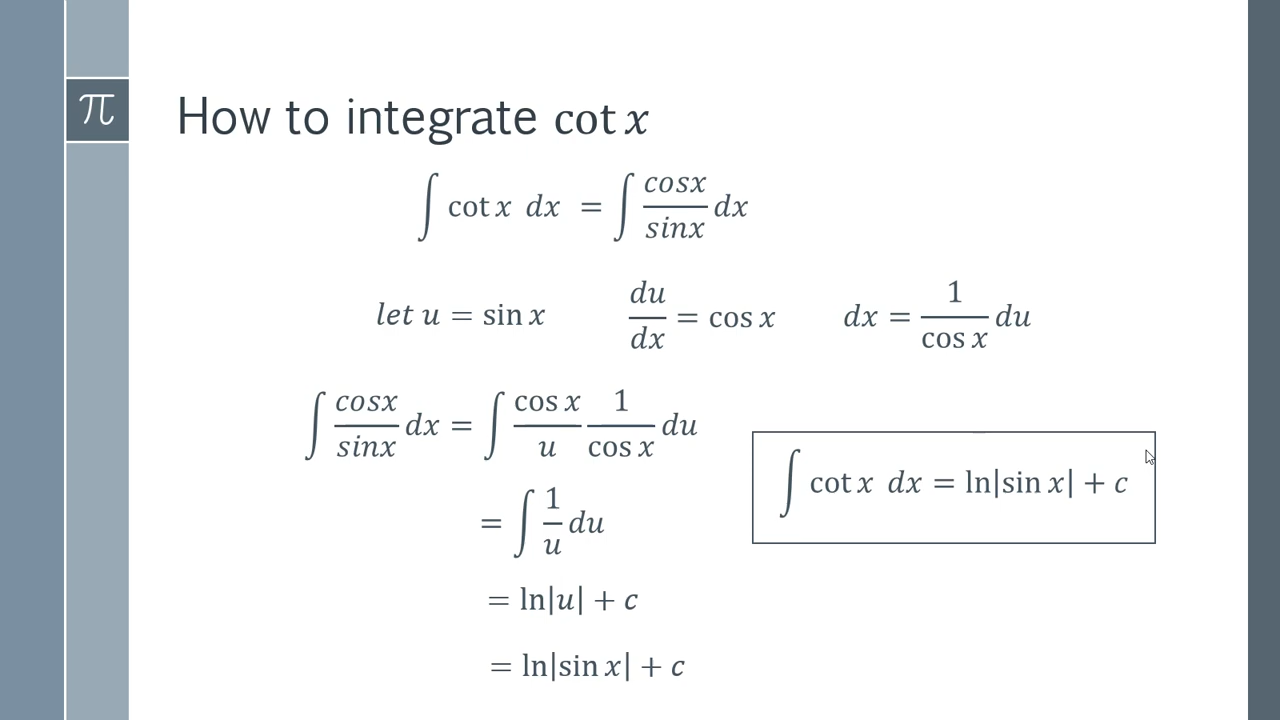 π
How to integrate cot x
∫ cot x dx = ∫ cosx/sinx dx
let u = sin x    du/dx = cos x    dx = 1/cos x du
∫ cosx/sinx dx = ∫ cos x/u 1/cos x du
∫ cot x dx = ln|sin x| + c
= ∫ 1/u du
= ln|u| + c
= ln|sin x| + c